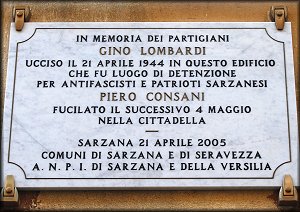 IN MEMORIA DEI PARTIGIANI
GINO LOMBARDI
UCCISO IL 21 APRILE 1944 IN QUESTO EDIFICIO
CHE FU LUOGO DI DETENZIONE
PER ANTIFASCISTI E PATRIOTI SARZANESI
PIERO CONSANI
FUCILATO IL SUCCESSIVO 4 MAGGIO
NELLA CITTADELLA
—
SARZANA 21 APRILE 2005
COMUNI DI SARZANA E DI SERAVEZZA
A. N. P. I. DI SARZANA E DELLA VERSILIA